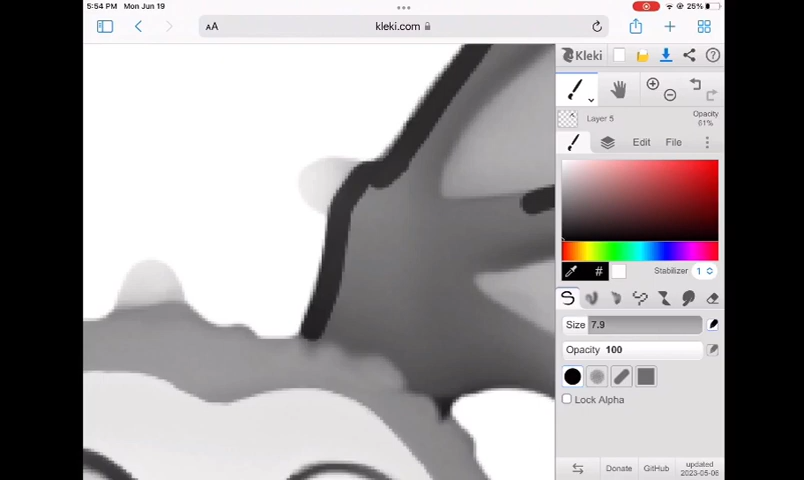 5:54 PM Mon Jun 19
25%
AA
kleki.com
Kleki
Layer 5
Opacity
61%
Edit
File
Stabilizer 1
Size 7.9
Opacity 100
Lock Alpha
Donate
GitHub
updated
2023-05-06